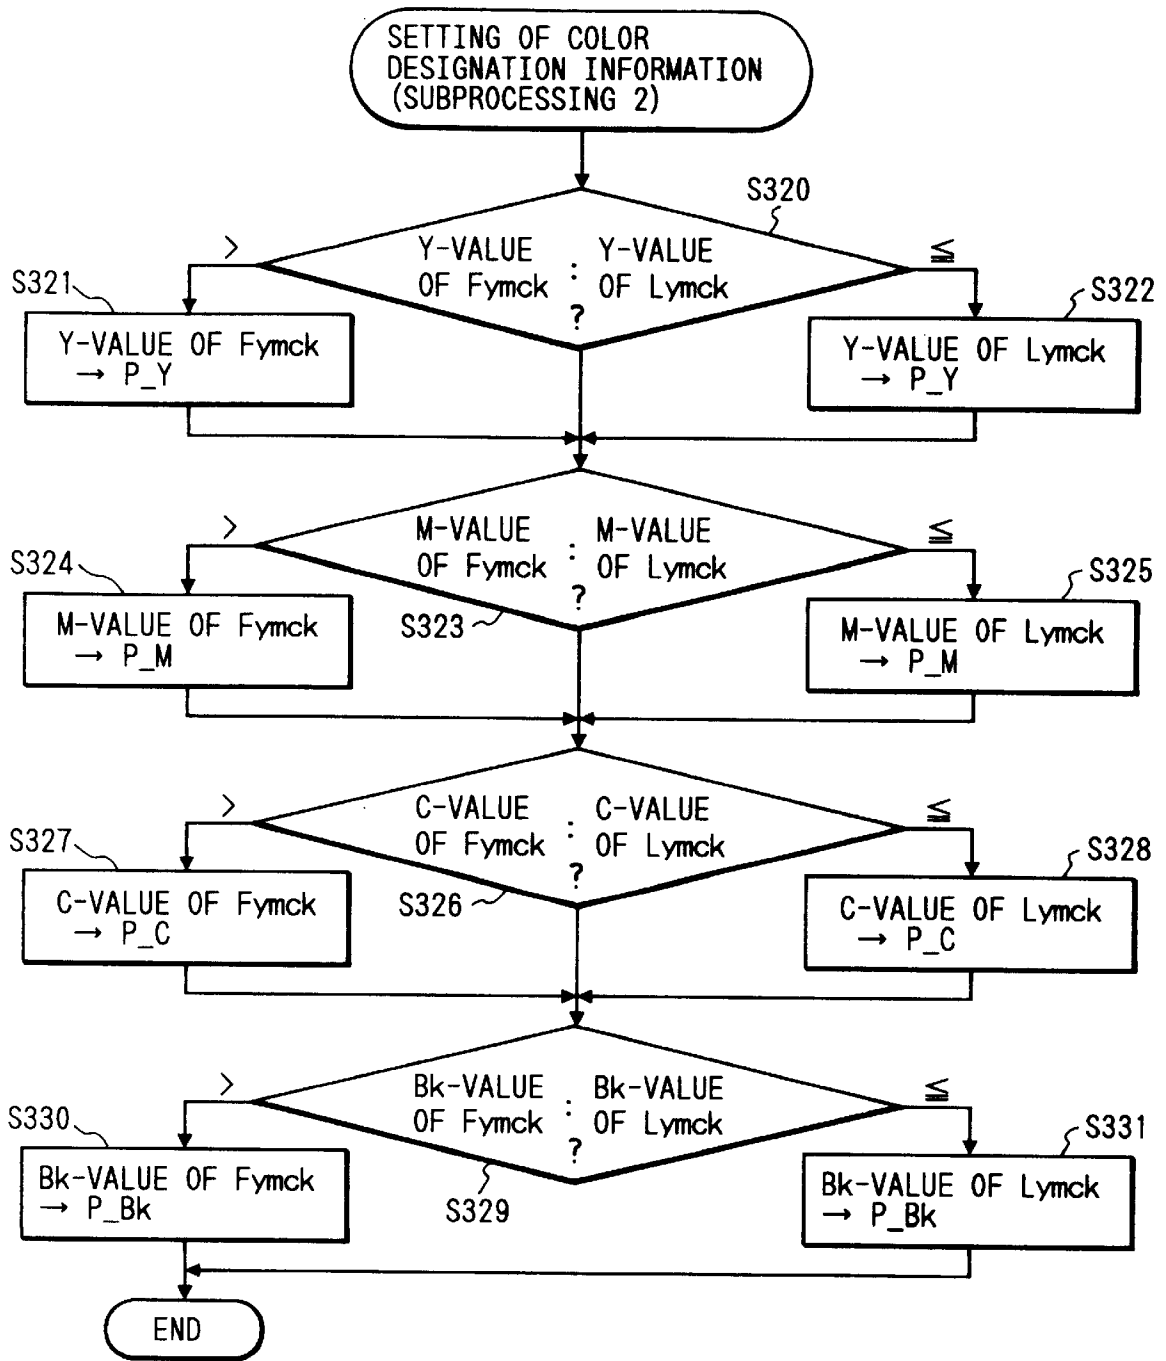 SETTING OF COLOR
DESIGNATION INFORMATION
(SUBPROCESSING 2)
S320
>
Y-VALUE : Y-VALUE
OF Fymck OF Lymck
?
≦
S321
Y-VALUE OF Fymck
→ P_Y
S322
Y-VALUE OF Lymck
→ P_Y
>
M-VALUE : M-VALUE
OF Fymck OF Lymck
?
≦
S323
S324
M-VALUE OF Fymck
→ P_M
S325
M-VALUE OF Lymck
→ P_M
>
C-VALUE : C-VALUE
OF Fymck OF Lymck
?
≦
S326
S327
C-VALUE OF Fymck
→ P_C
S328
C-VALUE OF Lymck
→ P_C
>
Bk-VALUE : Bk-VALUE
OF Fymck OF Lymck
?
≦
S329
S330
Bk-VALUE OF Fymck
→ P_Bk
S331
Bk-VALUE OF Lymck
→ P_Bk
END